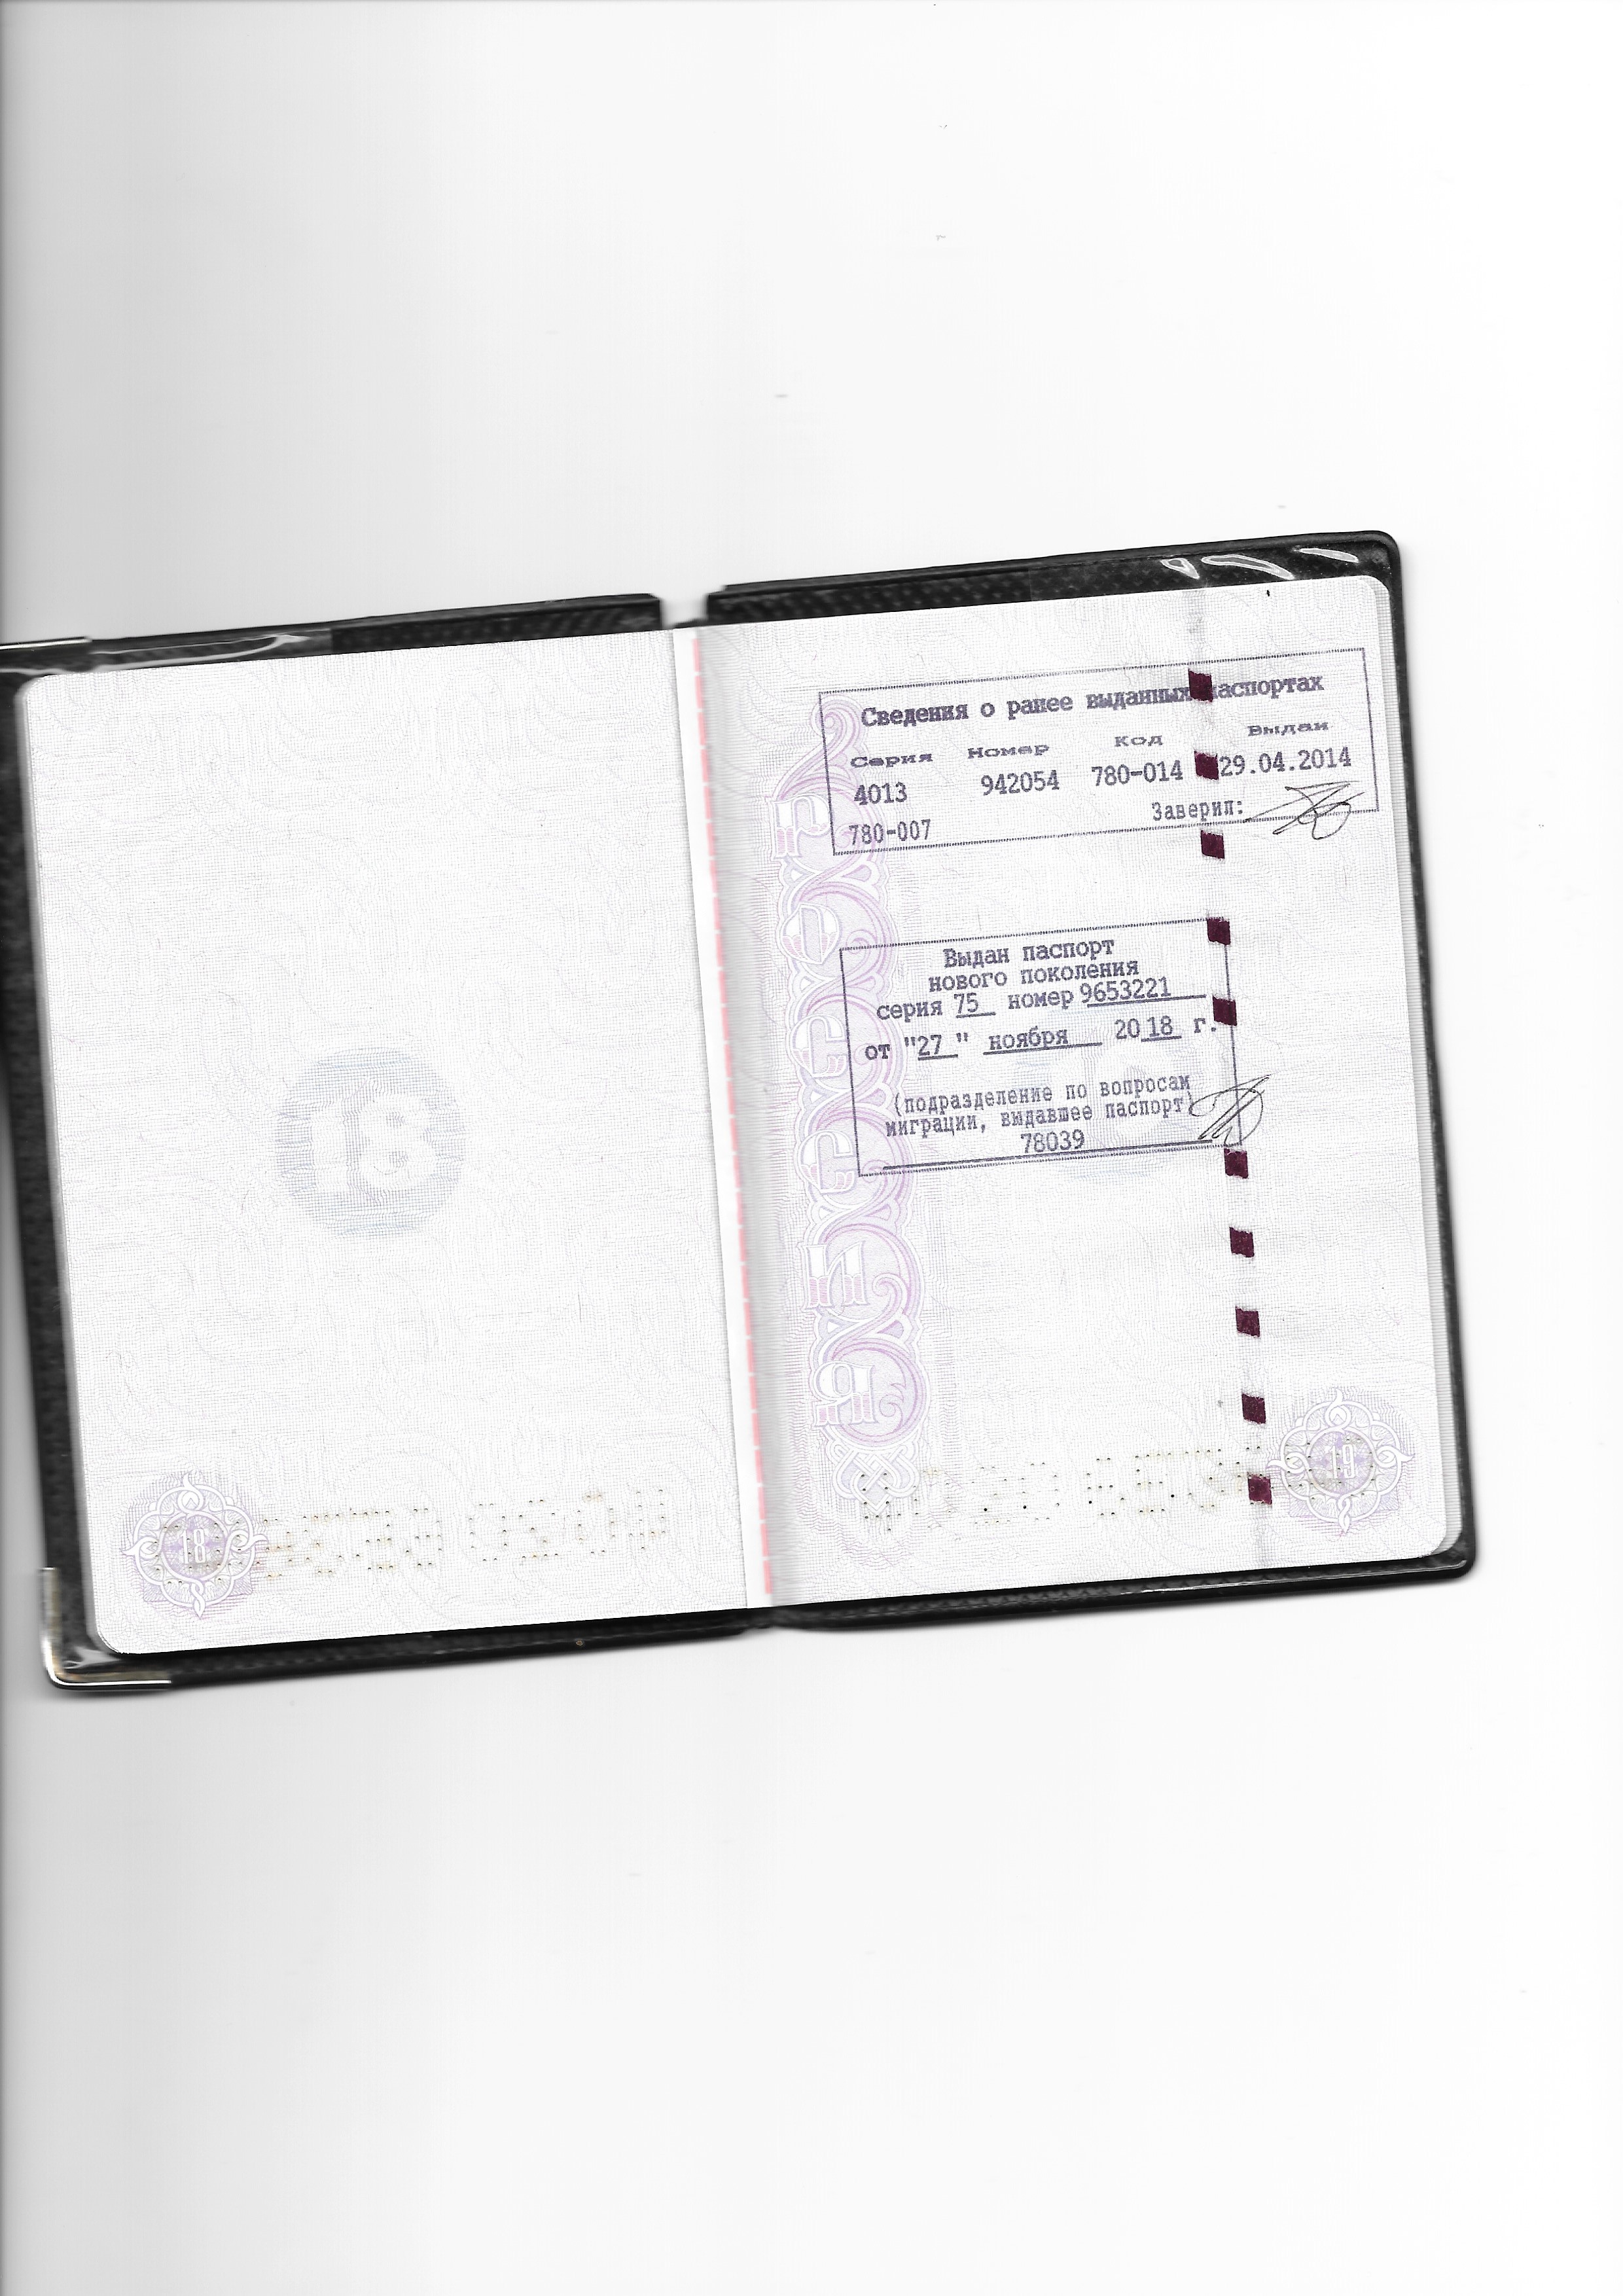 18
18
РОССИЯ
Сведения о ранее выданных паспортах
Серия Номер Код Выдан
4013 942054 780-014 29.04.2014
Заверил:
780-007
Выдан паспорт
нового поколения
серия 75 номер 9653221
от "27" ноября 2018 г.
(подразделение по вопросам
миграции, выдавшее паспорт)
78039
19